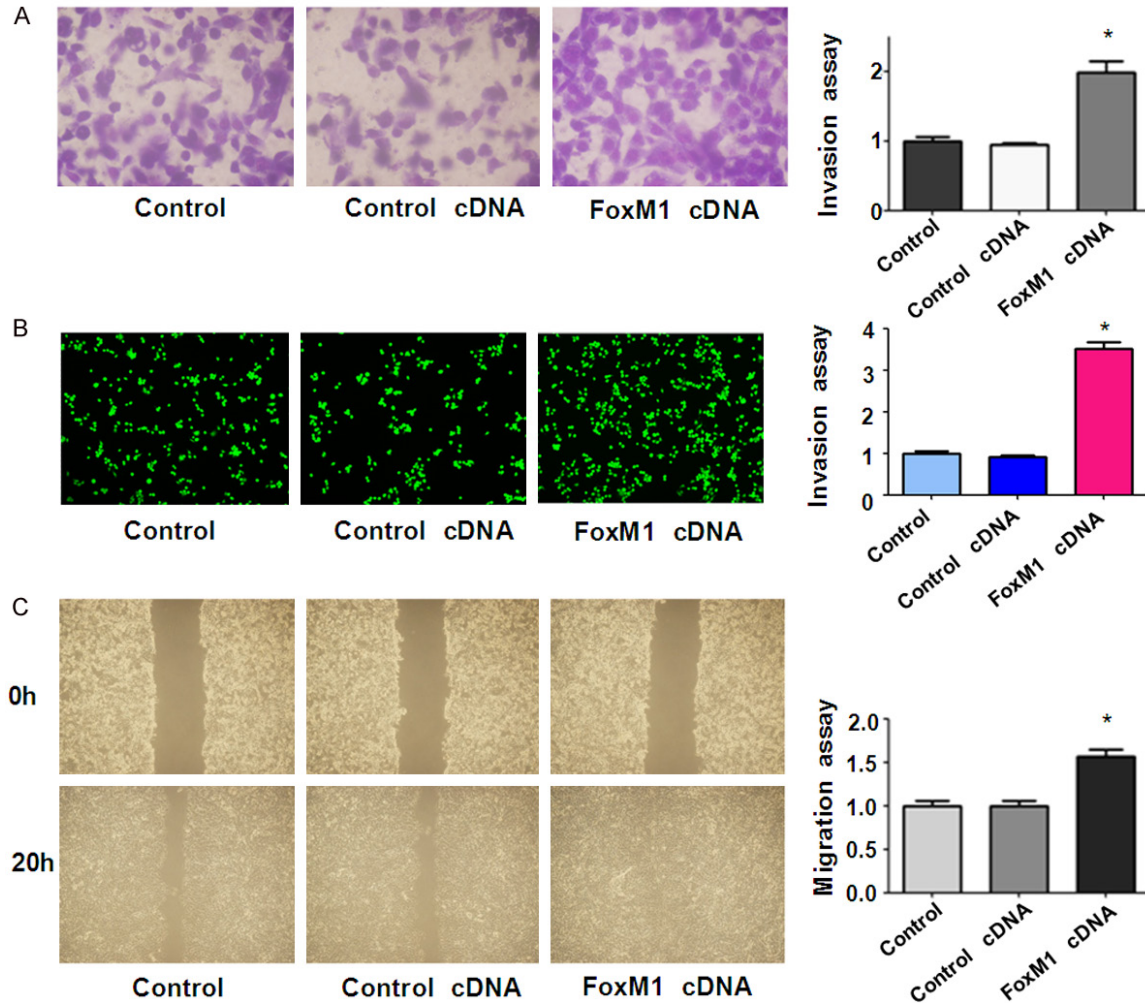 A
Control
Control cDNA
FoxM1 cDNA
Invasion assay
2
1
0
*
Control
Control cDNA
FoxM1 cDNA
B
Control
Control cDNA
FoxM1 cDNA
Invasion assay
4
3
2
1
0
*
Control
Control cDNA
FoxM1 cDNA
C
0h
20h
Control
Control cDNA
FoxM1 cDNA
Migration assay
2.0
1.5
1.0
0.5
0.0
*
Control
Control cDNA
FoxM1 cDNA